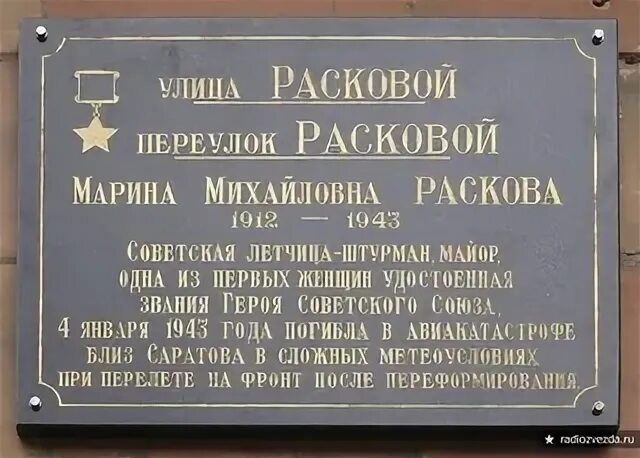 улица Расковой
переулок Расковой
Марина Михайловна Раскова
1912 — 1943
Советская летчица-штурман, майор,
одна из первых женщин удостоенная
звания Героя Советского Союза,
4 января 1943 года погибла в авиакатастрофе
близ Саратова в сложных метеоусловиях
при перелете на фронт после переформирования.
radiozvezda.ru